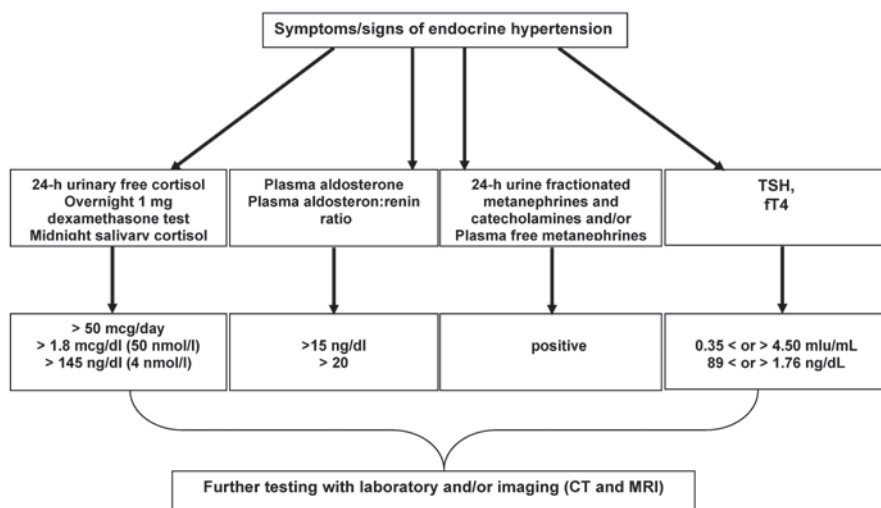 Symptoms/signs of endocrine hypertension
24-h urinary free cortisol
Overnight 1 mg
dexamethasone test
Midnight salivary cortisol
Plasma aldosterone
Plasma aldosteron:renin
ratio
24-h urine fractionated
metanephrines and
catecholamines and/or
Plasma free metanephrines
TSH,
fT4
> 50 mcg/day
> 1.8 mcg/dl (50 nmol/l)
> 145 ng/dl (4 nmol/l)
>15 ng/dl
> 20
positive
0.35 < or > 4.50 mlu/mL
89 < or > 1.76 ng/dL
Further testing with laboratory and/or imaging (CT and MRI)